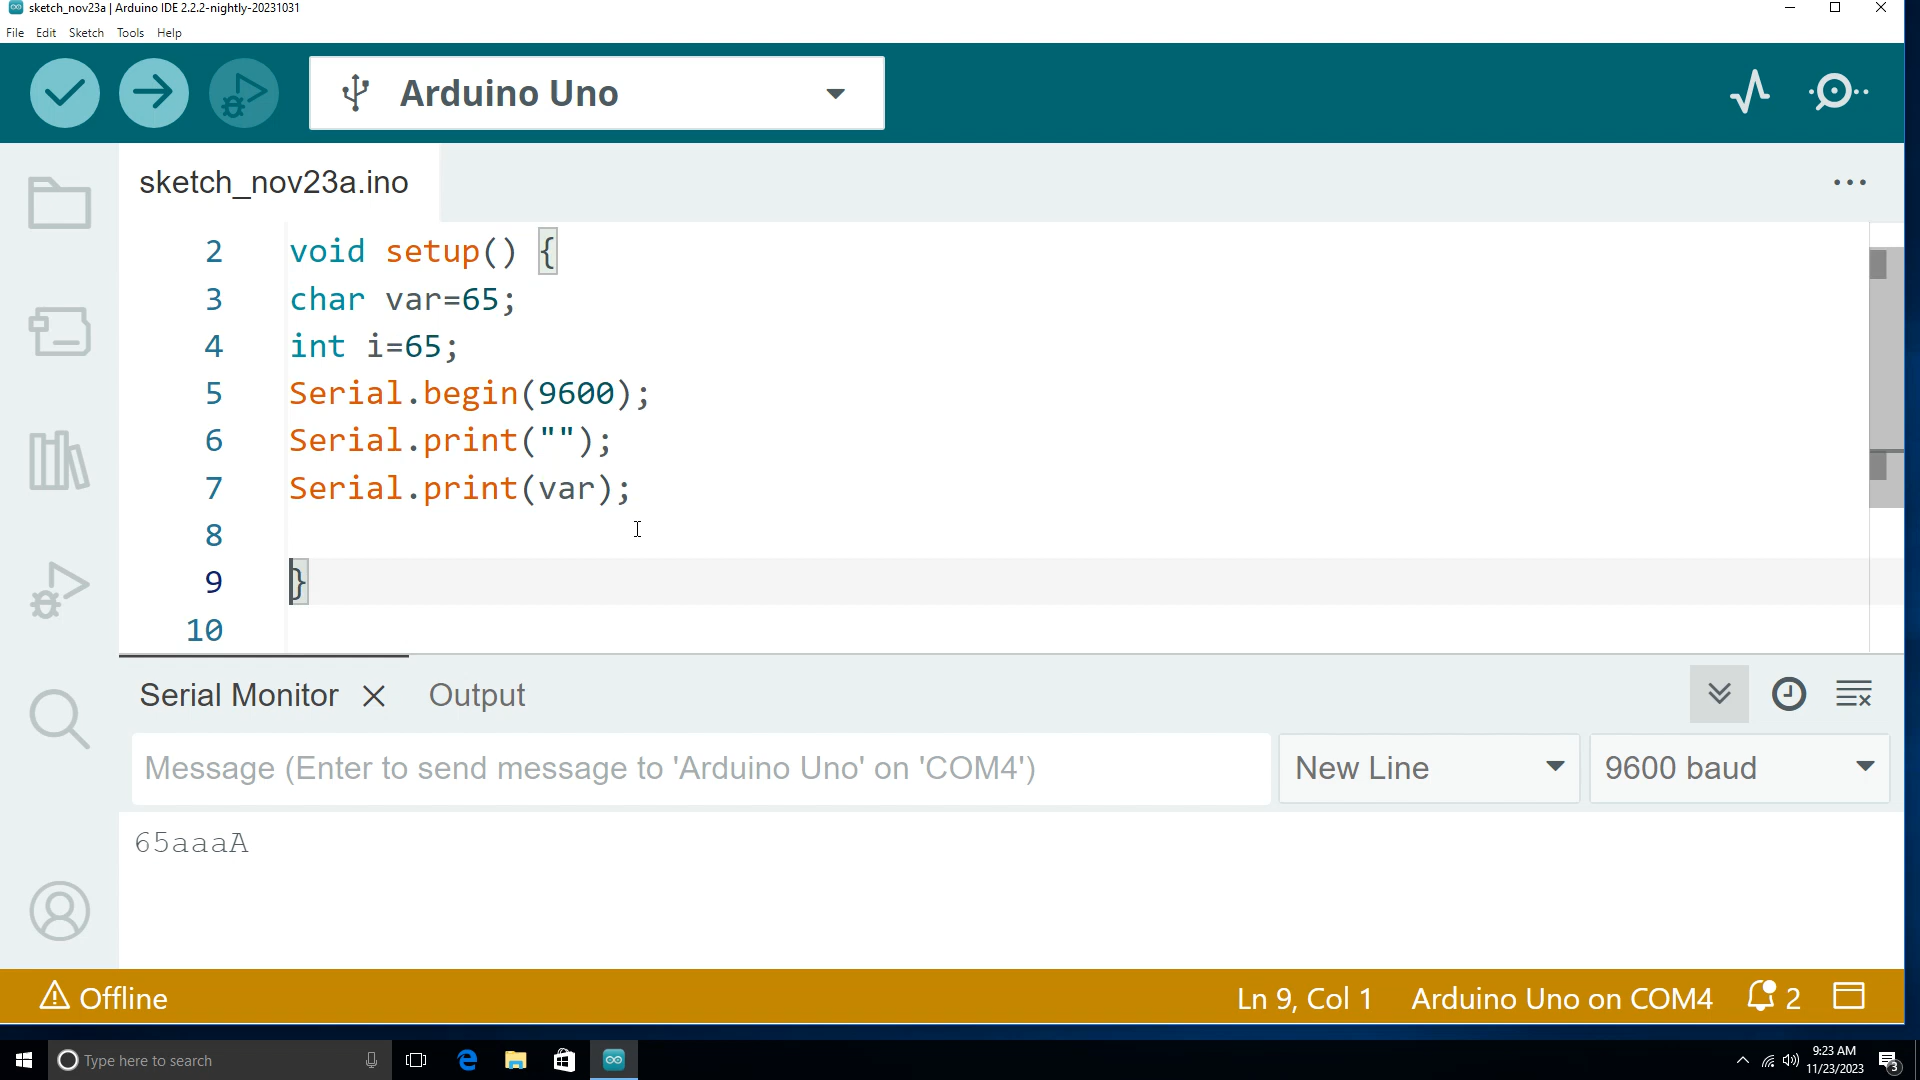 sketch_nov23a | Arduino IDE 2.2.2-nightly-20231031
File Edit Sketch Tools Help
Arduino Uno
sketch_nov23a.ino
2 void setup() {
3 char var=65;
4 int i=65;
5 Serial.begin(9600);
6 Serial.print("");
7 Serial.print(var);
8
9 }
10
Serial Monitor Output
Message (Enter to send message to 'Arduino Uno' on 'COM4') New Line 9600 baud
65aaaA
Offline Ln 9, Col 1 Arduino Uno on COM4 2
Type here to search 9:23 AM
11/23/2023 3